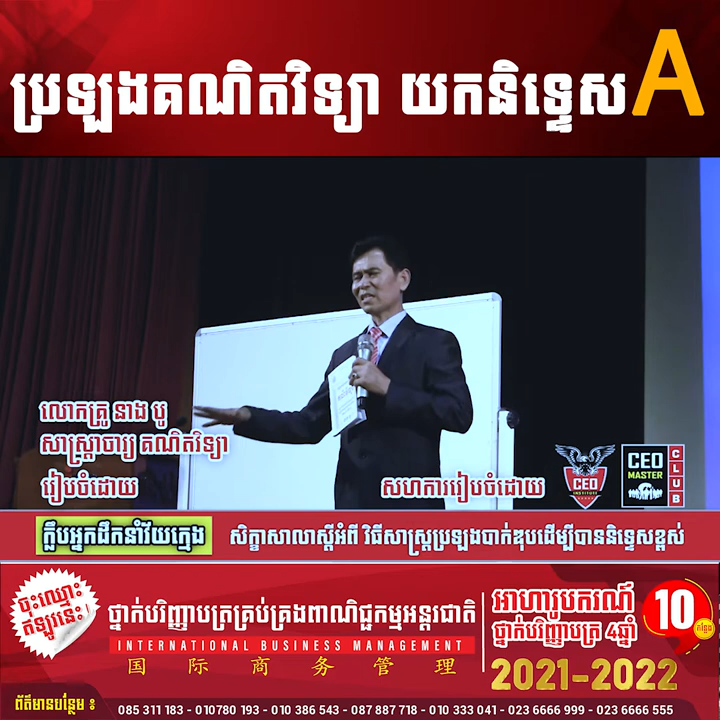 ប្រឡងគណិតវិទ្យា យកនិទ្ទេស A
លោកគ្រូ នាង បូ
សាស្ត្រាចារ្យ គណិតវិទ្យា
រៀបចំដោយ
សហការរៀបចំដោយ
CEO
INSTITUTE
CEO
MASTER
CLUB
ក្លឹបអ្នកដឹកនាំវ័យក្មេង
សិក្ខាសាលាស្ដីអំពី វិធីសាស្ត្រប្រឡងបាក់ឌុបដើម្បីបាននិទ្ទេសខ្ពស់
ចុះឈ្មោះ
ឥឡូវនេះ!
ថ្នាក់បរិញ្ញាបត្រគ្រប់គ្រងពាណិជ្ជកម្មអន្តរជាតិ
INTERNATIONAL BUSINESS MANAGEMENT
国际商务管理
អាហារូបករណ៍
ថ្នាក់បរិញ្ញាបត្រ 4ឆ្នាំ
10
កន្លែង
2021-2022
ព័ត៌មានបន្ថែម ៖
085 311 183 - 010780 193 - 010 386 543 - 087 887 718 - 010 333 041 - 023 6666 999 - 023 6666 555